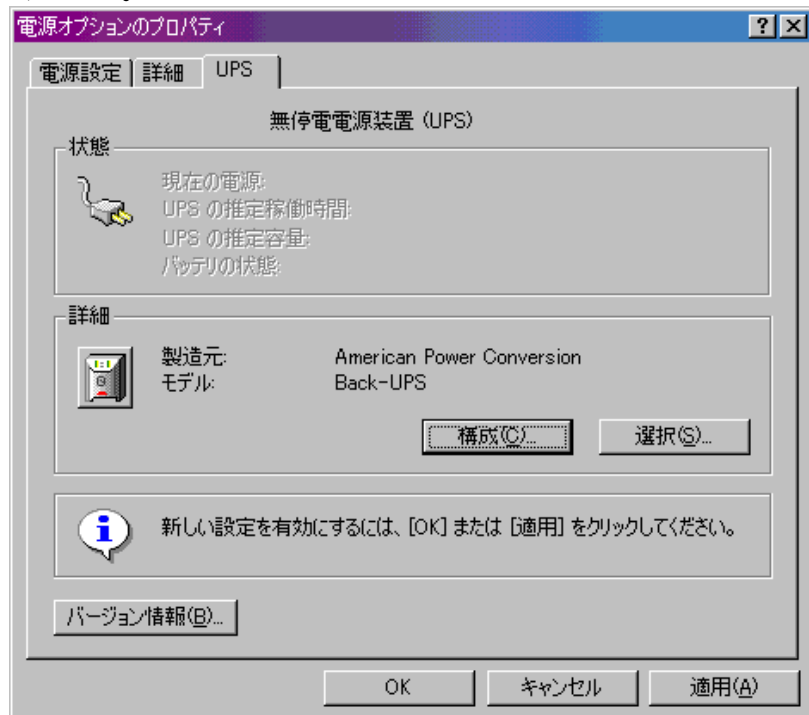 電源オプションのプロパティ
電源設定 詳細 UPS
無停電電源装置 (UPS)
状態
現在の電源:
UPS の推定稼働時間:
UPS の推定容量:
バッテリの状態:
詳細
製造元: American Power Conversion
モデル: Back-UPS
構成(C)... 選択(S)...
新しい設定を有効にするには、[OK] または [適用] をクリックしてください。
バージョン情報(B)...
OK キャンセル 適用(A)